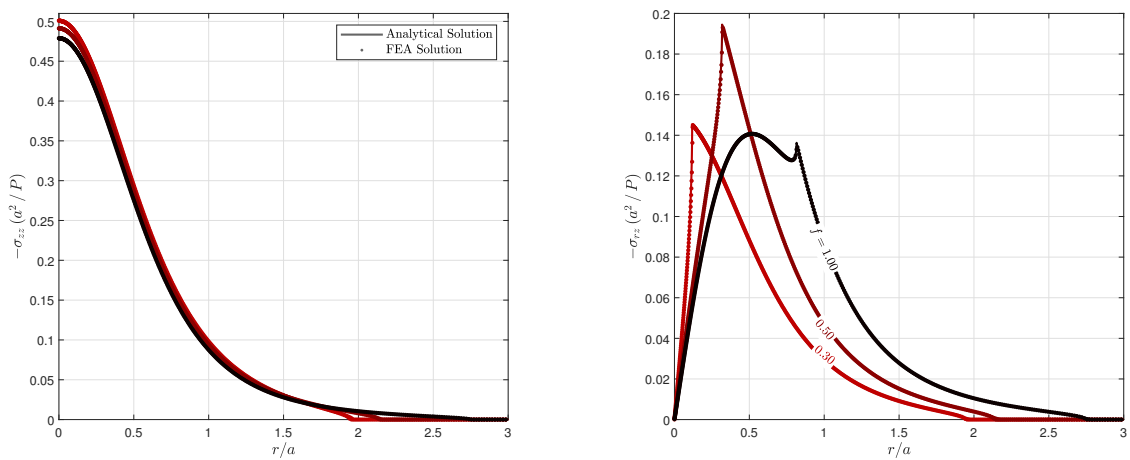 0.5
0.45
0.4
0.35
0.3
0.25
0.2
0.15
0.1
0.05
0
−σzz (a² / P)
Analytical Solution
FEA Solution
0 0.5 1 1.5 2 2.5 3
r/a
0.2
0.18
0.16
0.14
0.12
0.1
0.08
0.06
0.04
0.02
0
−σrz (a² / P)
f = 1.00
0.50
0.30
0 0.5 1 1.5 2 2.5 3
r/a